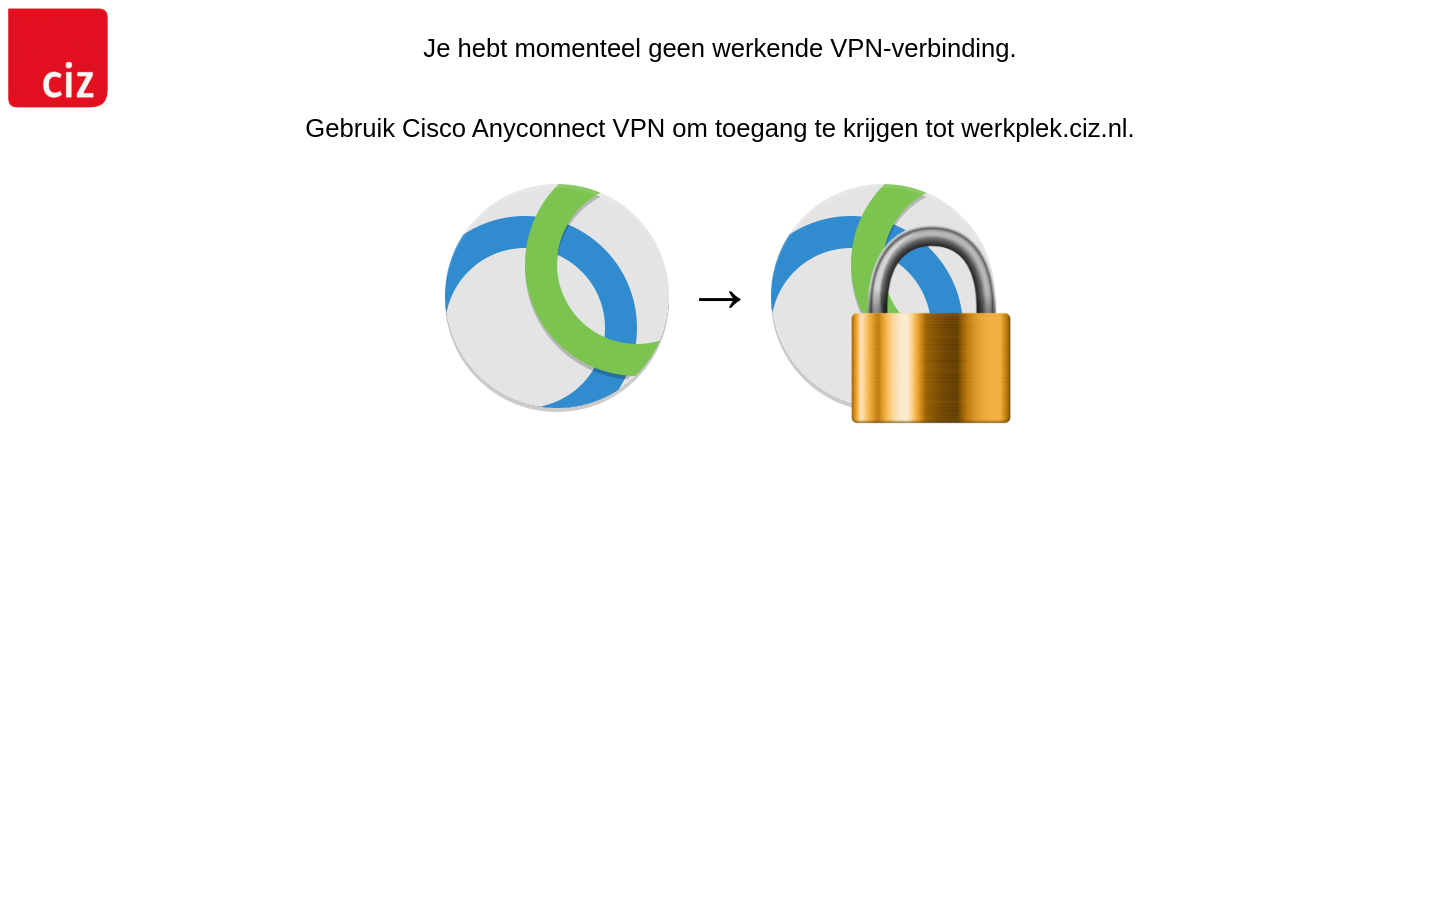 ciz
Je hebt momenteel geen werkende VPN-verbinding.
Gebruik Cisco Anyconnect VPN om toegang te krijgen tot werkplek.ciz.nl.
→